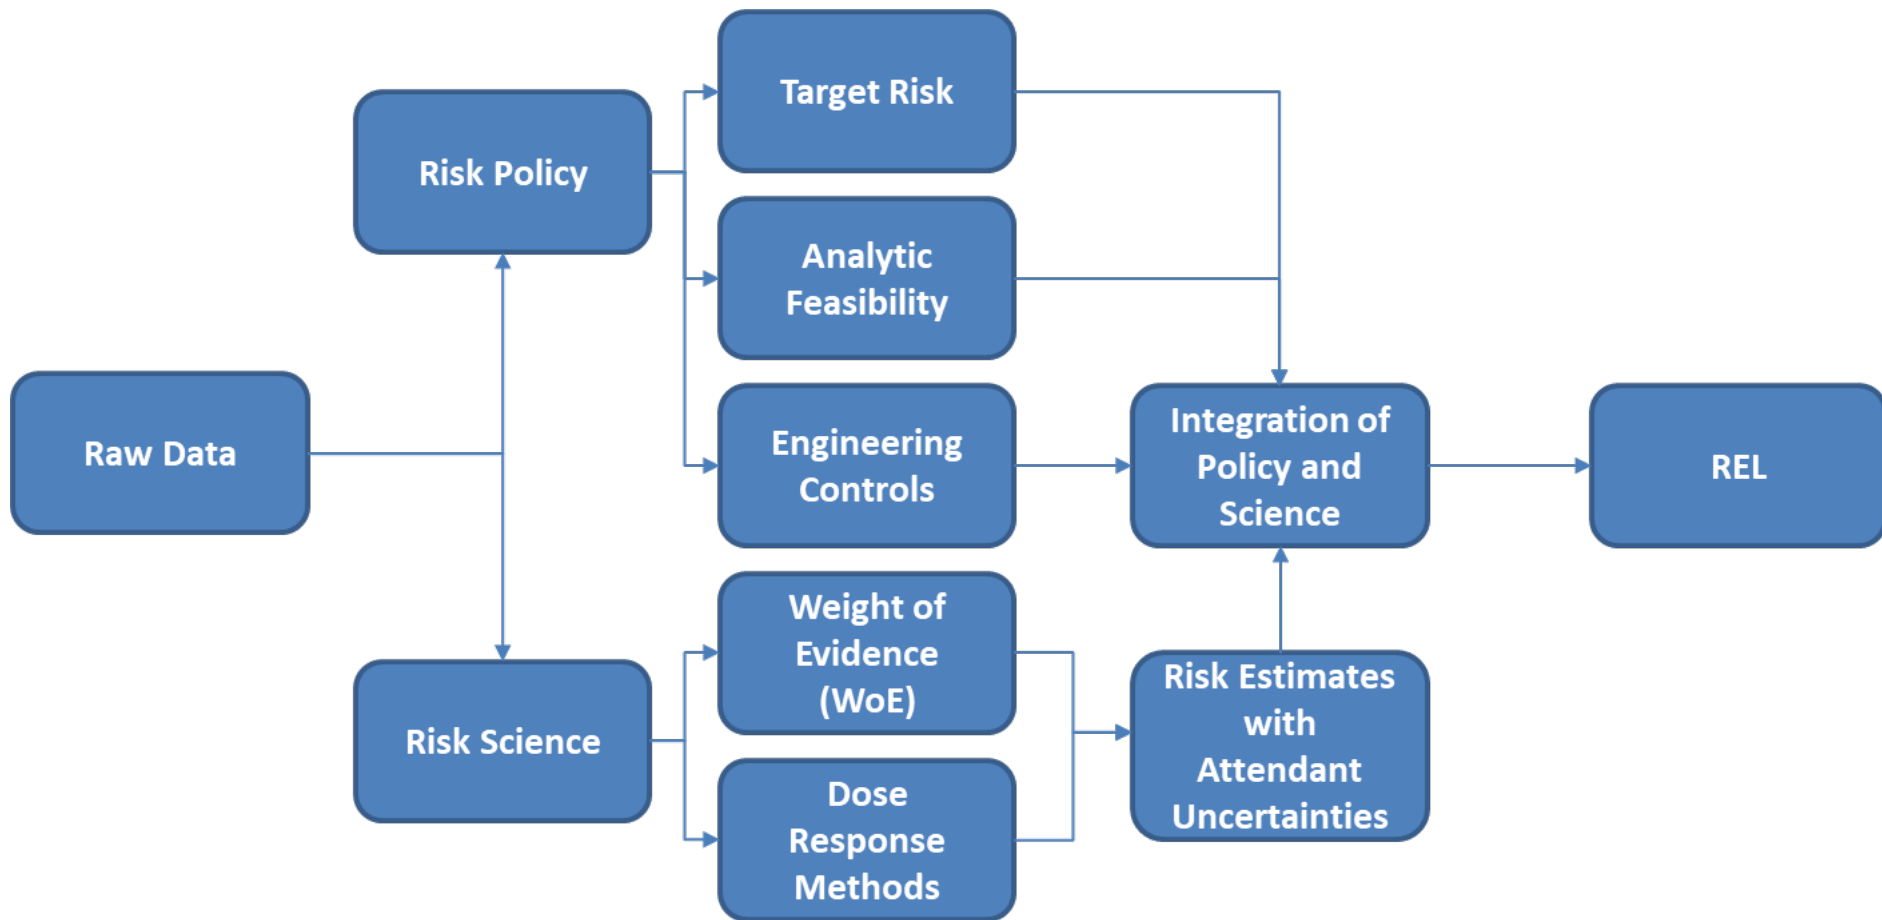 Target Risk
Risk Policy
Analytic
Feasibility
Raw Data
Engineering
Controls
Integration of
Policy and
Science
REL
Weight of
Evidence
(WoE)
Risk Science
Risk Estimates
with
Attendant
Uncertainties
Dose
Response
Methods